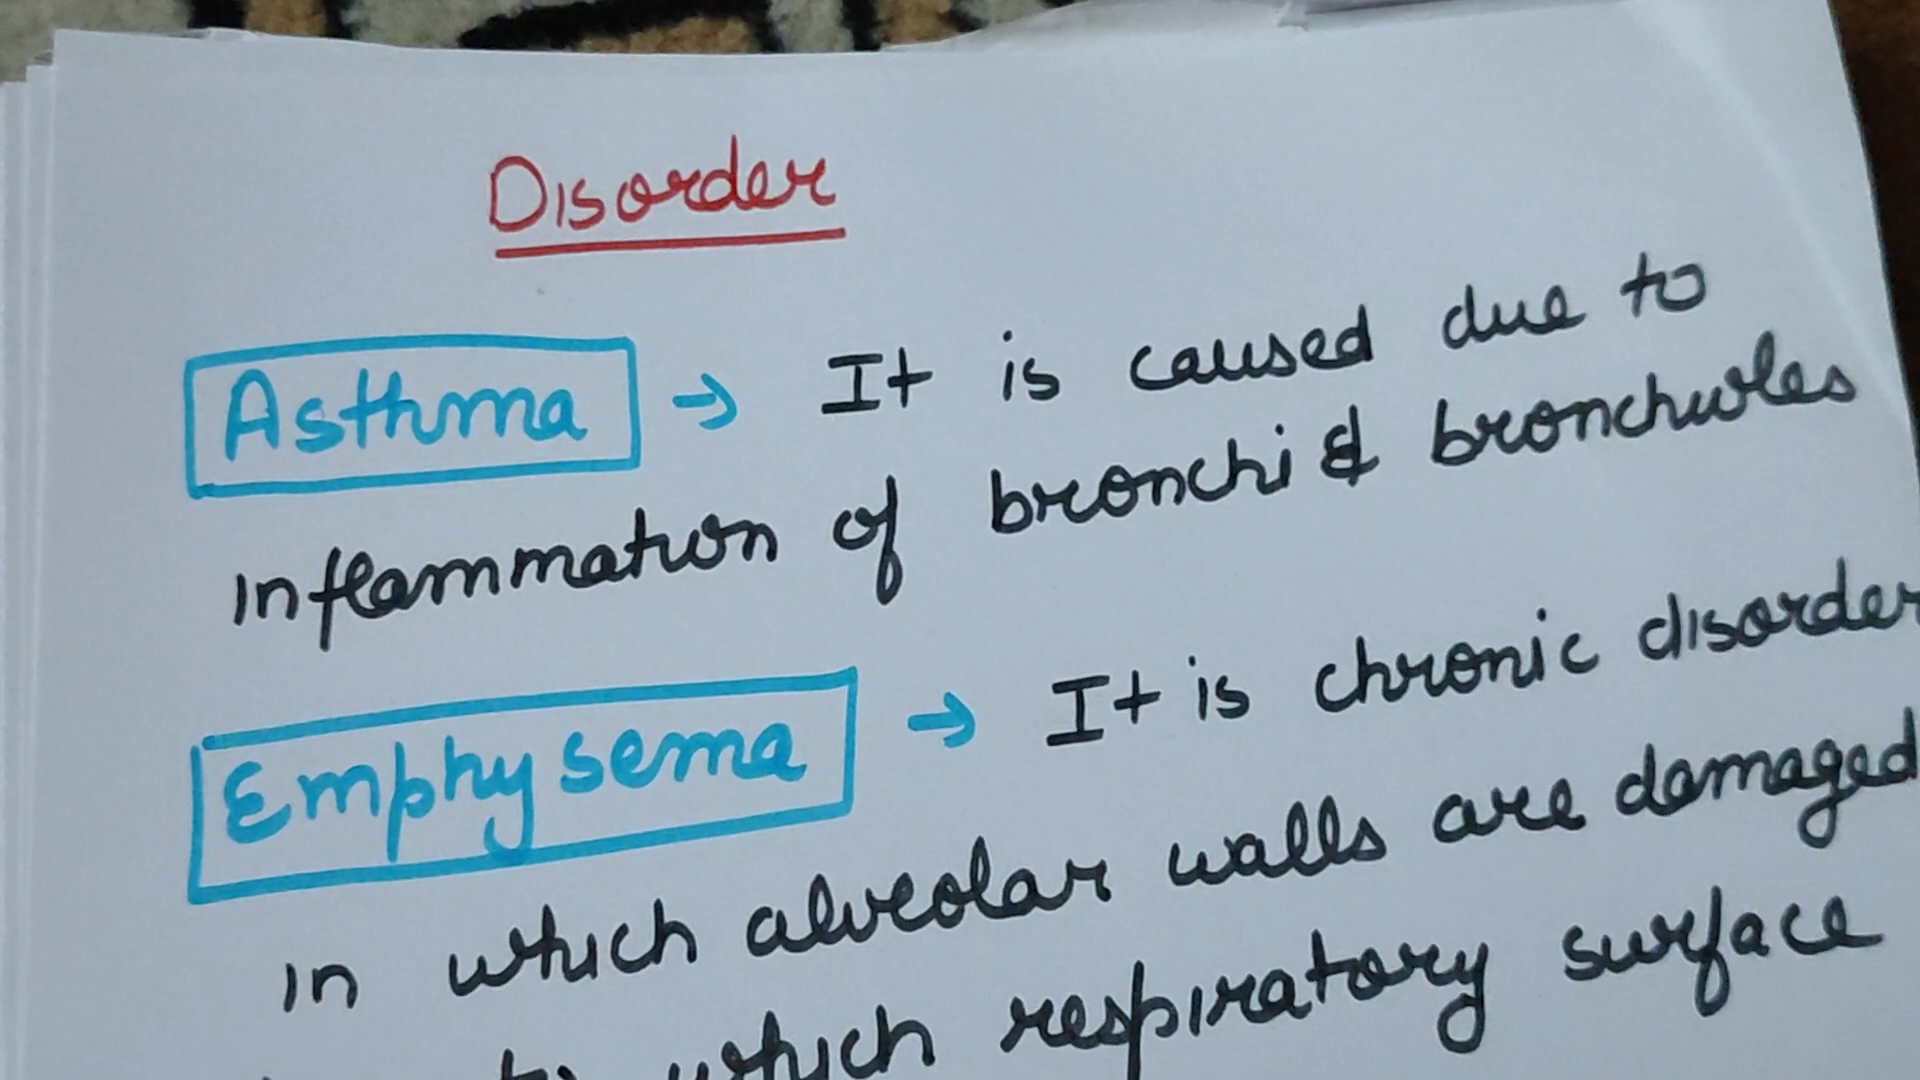 Disorder
Asthma → It is caused due to
inflammation of bronchi & bronchioles
Emphysema → It is chronic disorder
in which alveolar walls are damaged
which respiratory surface